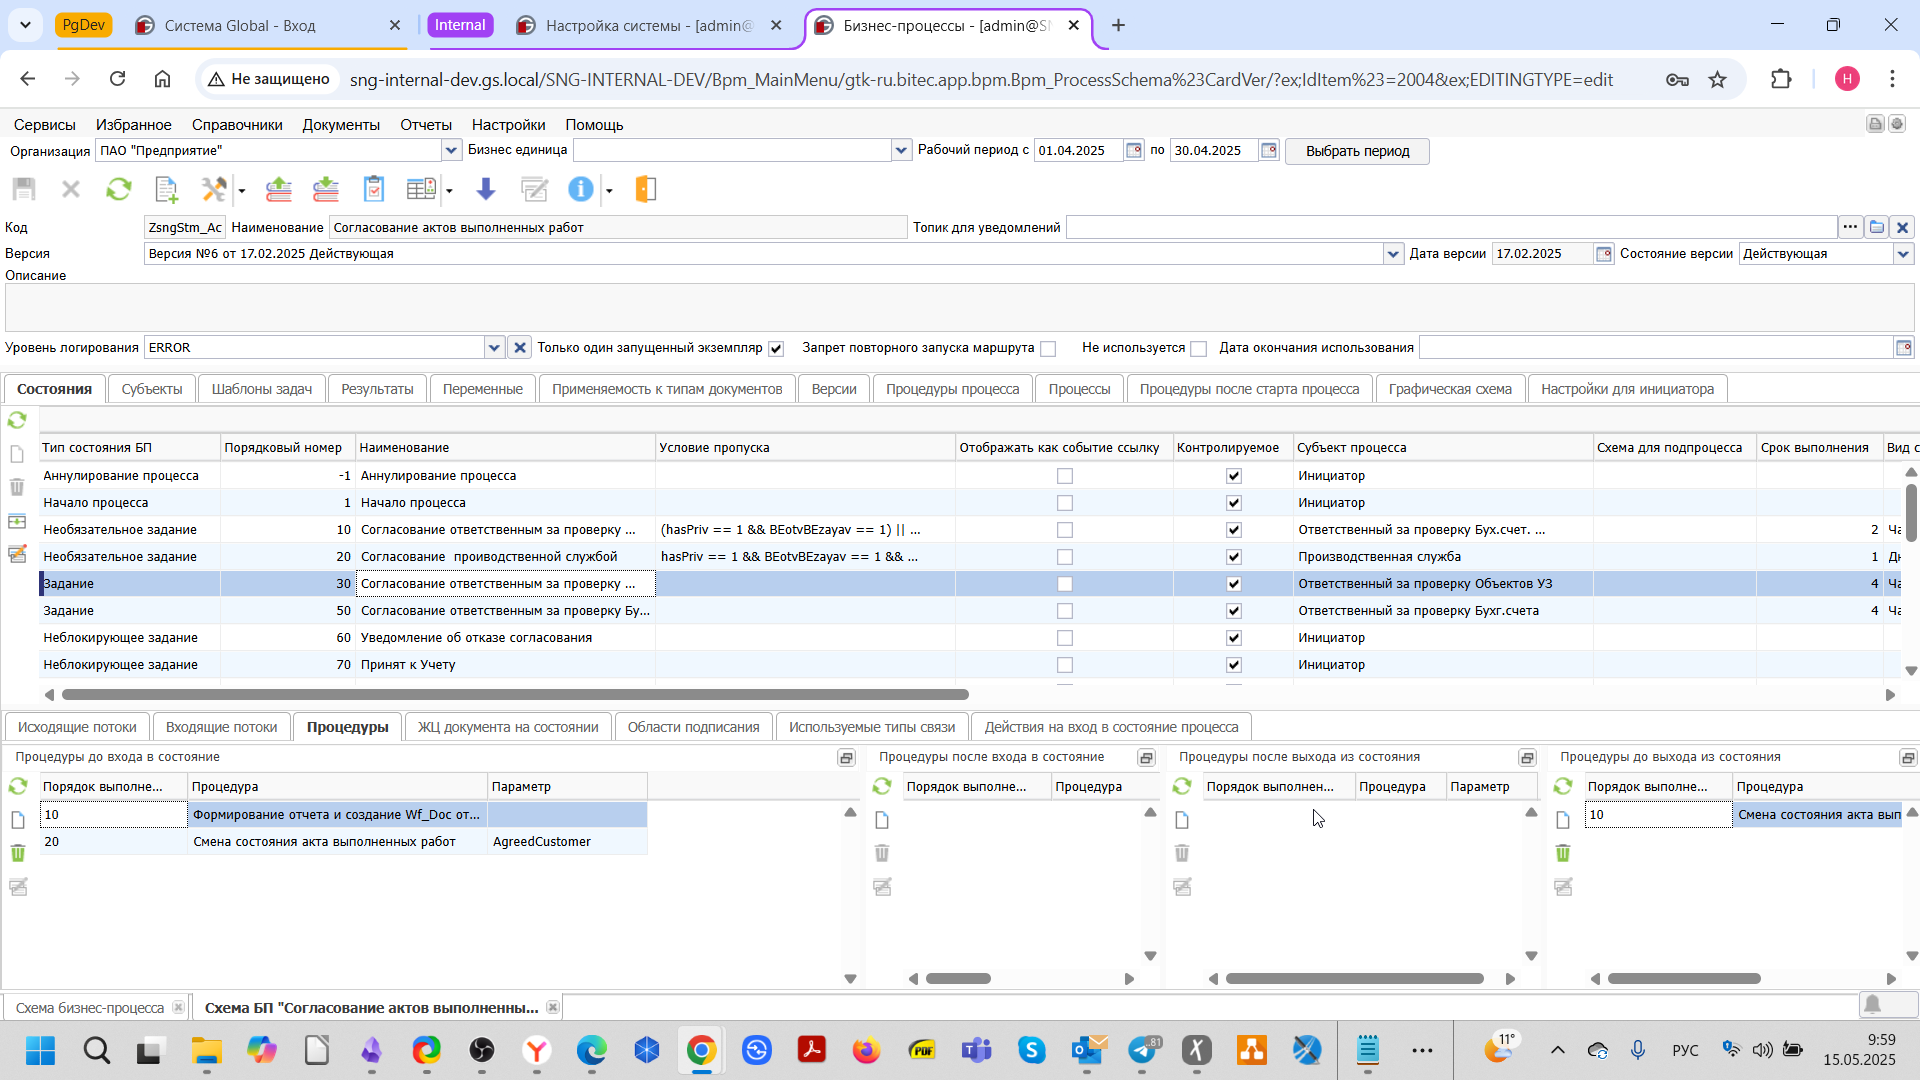 PgDev Система Global - Вход Internal Настройка системы - [admin@ Бизнес-процессы - [admin@SN
Не защищено sng-internal-dev.gs.local/SNG-INTERNAL-DEV/Bpm_MainMenu/gtk-ru.bitec.app.bpm.Bpm_ProcessSchema%23CardVer/?ex;IdItem%23=2004&ex;EDITINGTYPE=edit H
Сервисы Избранное Справочники Документы Отчеты Настройки Помощь
Организация ПАО "Предприятие" Бизнес единица Рабочий период с 01.04.2025 по 30.04.2025 Выбрать период
Код ZsngStm_Ac Наименование Согласование актов выполненных работ Топик для уведомлений
Версия Версия №6 от 17.02.2025 Действующая Дата версии 17.02.2025 Состояние версии Действующая
Описание
Уровень логирования ERROR Только один запущенный экземпляр Запрет повторного запуска маршрута Не используется Дата окончания использования
Состояния Субъекты Шаблоны задач Результаты Переменные Применяемость к типам документов Версии Процедуры процесса Процессы Процедуры после старта процесса Графическая схема Настройки для инициатора
Тип состояния БП Порядковый номер Наименование Условие пропуска Отображать как событие ссылку Контролируемое Субъект процесса Схема для подпроцесса Срок выполнения Вид с
Аннулирование процесса -1 Аннулирование процесса Инициатор
Начало процесса 1 Начало процесса Инициатор
Необязательное задание 10 Согласование ответственным за проверку ... (hasPriv == 1 && BEotvBEzayav == 1) || ... Ответственный за проверку Бух.счет. ... 2 Ча
Необязательное задание 20 Согласование проиводственной службой hasPriv == 1 && BEotvBEzayav == 1 && ... Производственная служба 1 Дн
Задание 30 Согласование ответственным за проверку ... Ответственный за проверку Объектов УЗ 4 Ча
Задание 50 Согласование ответственным за проверку Бу... Ответственный за проверку Бухг.счета 4 Ча
Неблокирующее задание 60 Уведомление об отказе согласования Инициатор
Неблокирующее задание 70 Принят к Учету Инициатор
Исходящие потоки Входящие потоки Процедуры ЖЦ документа на состоянии Области подписания Используемые типы связи Действия на вход в состояние процесса
Процедуры до входа в состояние Процедуры после входа в состояние Процедуры после выхода из состояния Процедуры до выхода из состояния
Порядок выполне... Процедура Параметр Порядок выполне... Процедура Порядок выполнен... Процедура Параметр Порядок выполне... Процедура
10 Формирование отчета и создание Wf_Doc от... 10 Смена состояния акта вып
20 Смена состояния акта выполненных работ AgreedCustomer
Схема бизнес-процесса Схема БП "Согласование актов выполненны...
PDF 81 11° РУС 9:59
15.05.2025